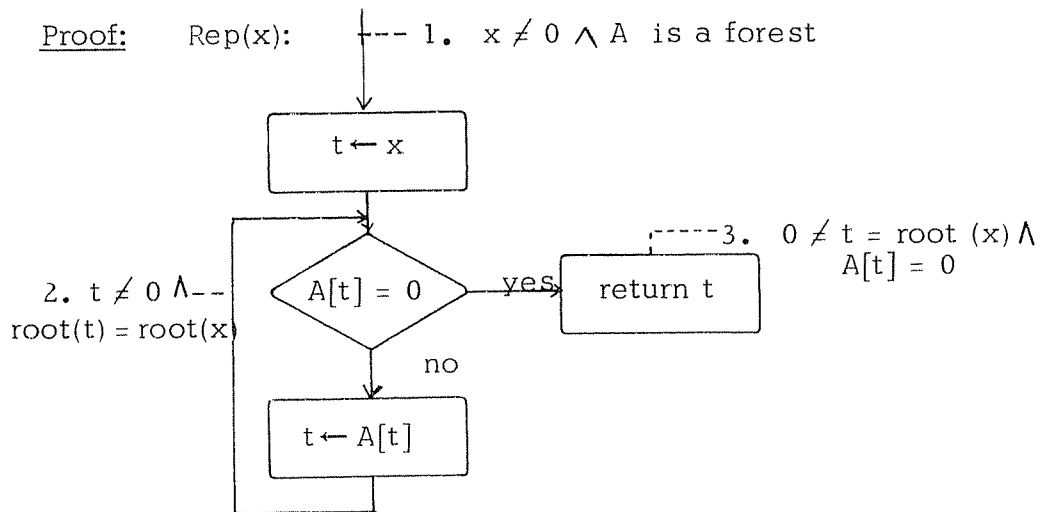 Proof: Rep(x): 1. x ≠ 0 ∧ A is a forest
t ← x
3. 0 ≠ t = root (x) ∧
A[t] = 0
2. t ≠ 0 ∧
root(t) = root(x)
A[t] = 0
yes
return t
no
t ← A[t]